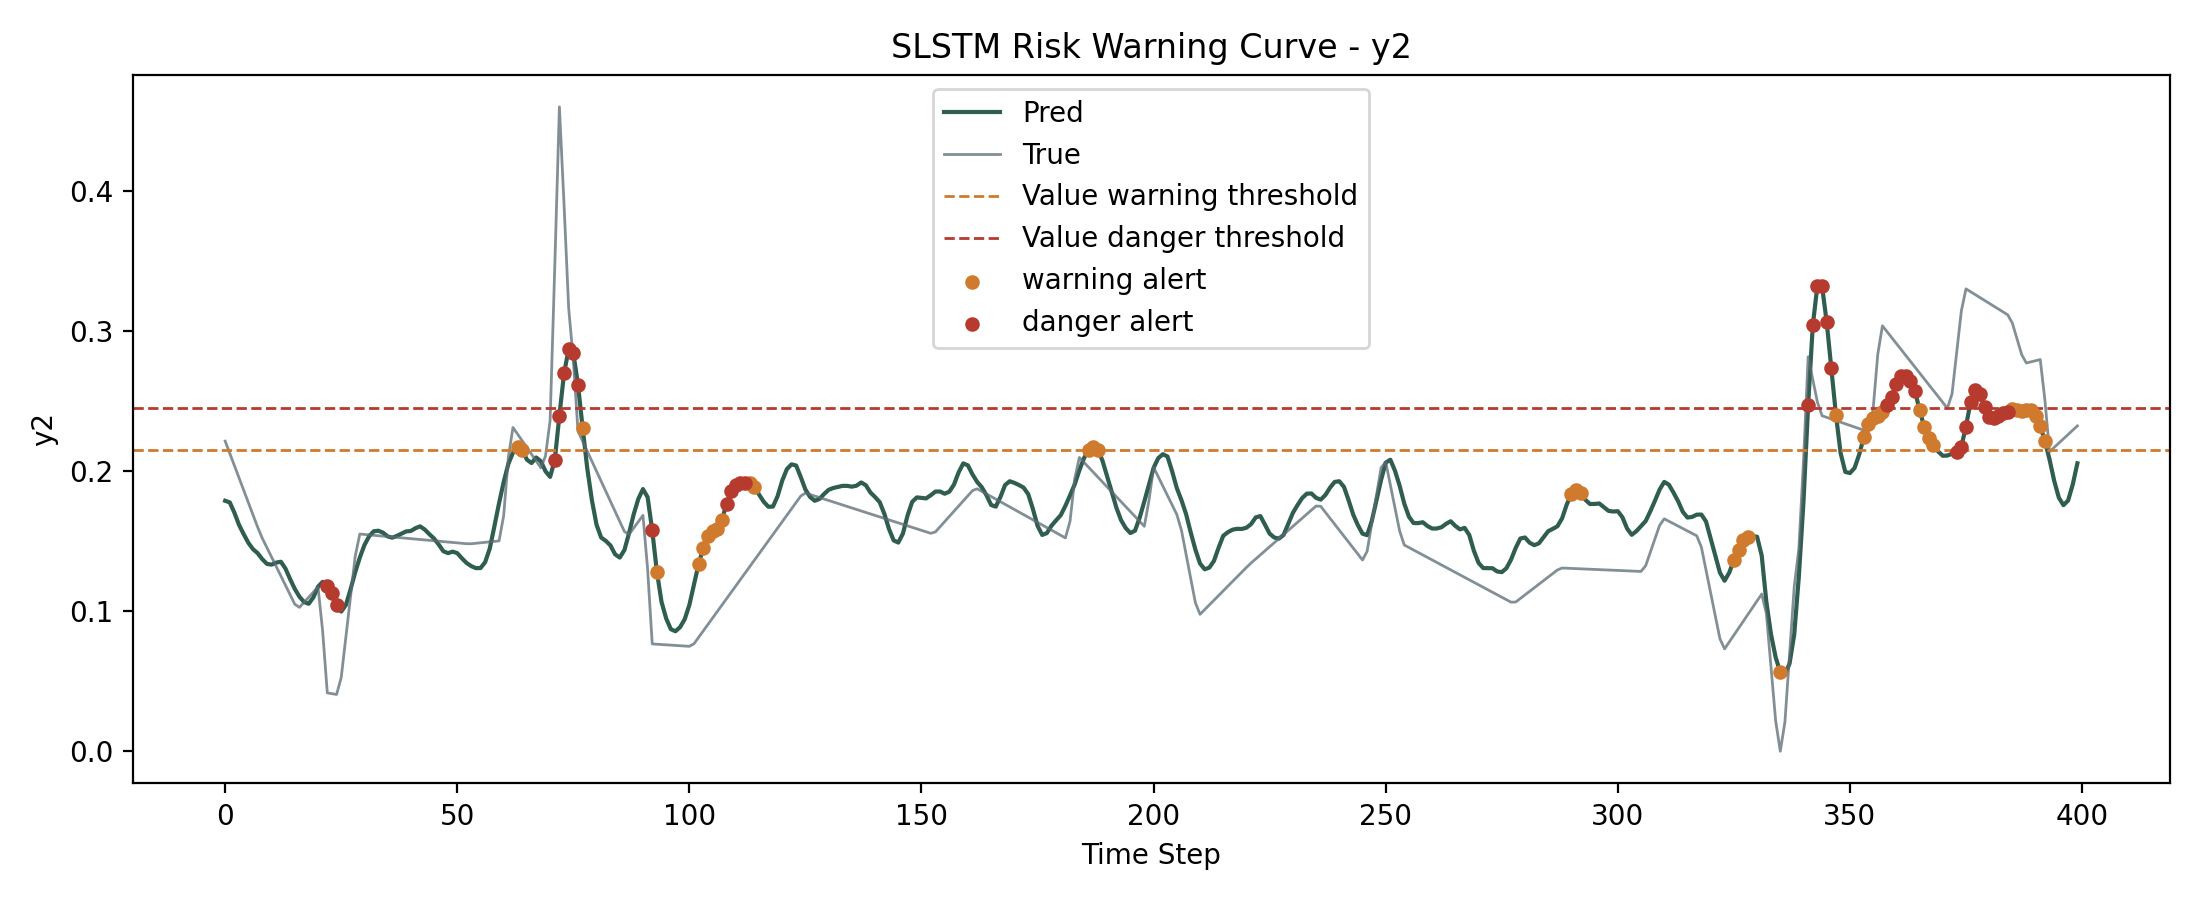 SLSTM Risk Warning Curve - y2
Pred
True
Value warning threshold
Value danger threshold
warning alert
danger alert
y2
0.4
0.3
0.2
0.1
0.0
0 50 100 150 200 250 300 350 400
Time Step